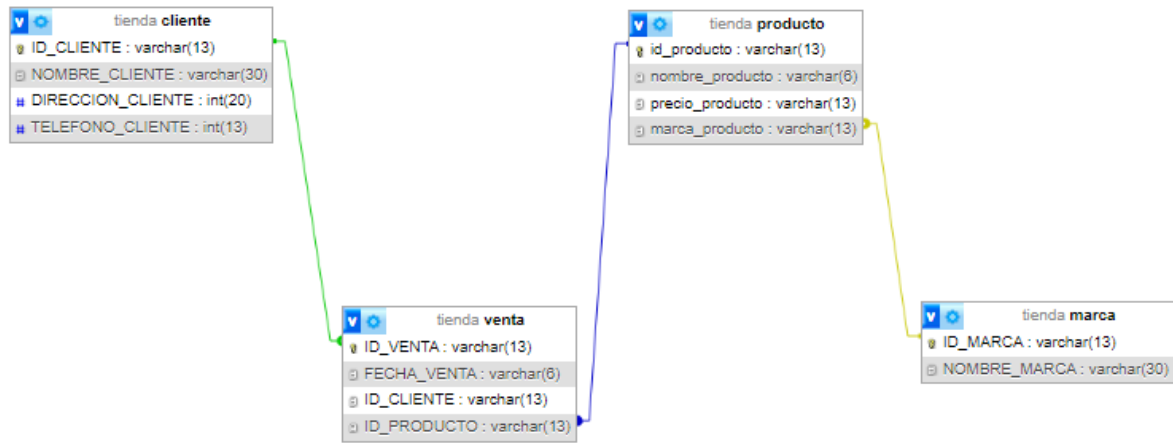 v tienda cliente
ID_CLIENTE : varchar(13)
NOMBRE_CLIENTE : varchar(30)
# DIRECCION_CLIENTE : int(20)
# TELEFONO_CLIENTE : int(13)
v tienda producto
id_producto : varchar(13)
nombre_producto : varchar(6)
precio_producto : varchar(13)
marca_producto : varchar(13)
v tienda venta
ID_VENTA : varchar(13)
FECHA_VENTA : varchar(6)
ID_CLIENTE : varchar(13)
ID_PRODUCTO : varchar(13)
v tienda marca
ID_MARCA : varchar(13)
NOMBRE_MARCA : varchar(30)